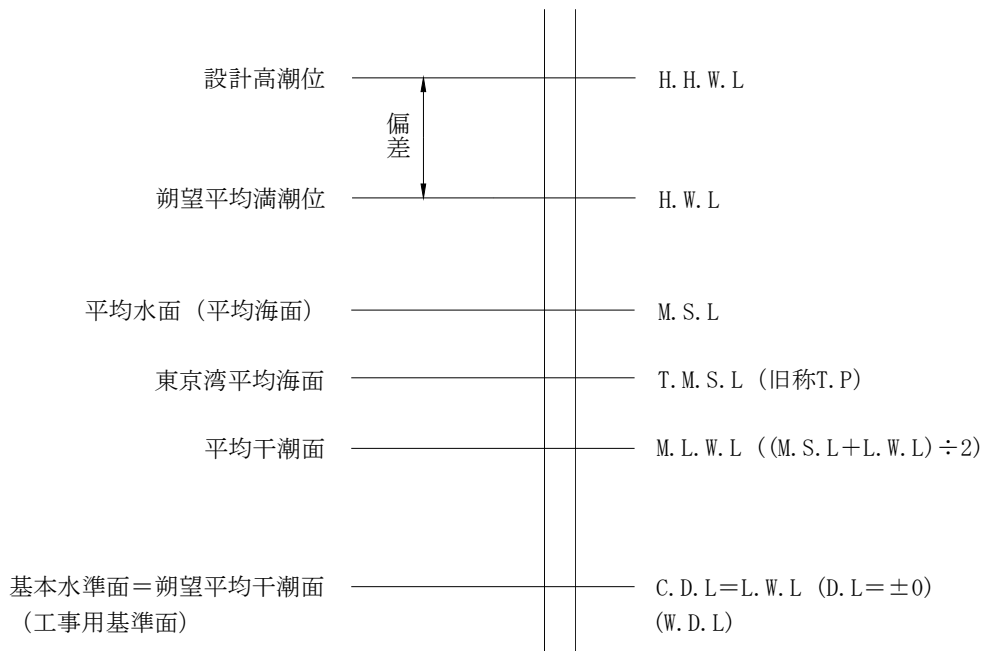 設計高潮位 H.H.W.L
偏差
朔望平均満潮位 H.W.L
平均水面（平均海面） M.S.L
東京湾平均海面 T.M.S.L（旧称T.P）
平均干潮面 M.L.W.L（(M.S.L＋L.W.L)÷2）
基本水準面＝朔望平均干潮面 C.D.L＝L.W.L（D.L＝±0）
（工事用基準面） (W.D.L)